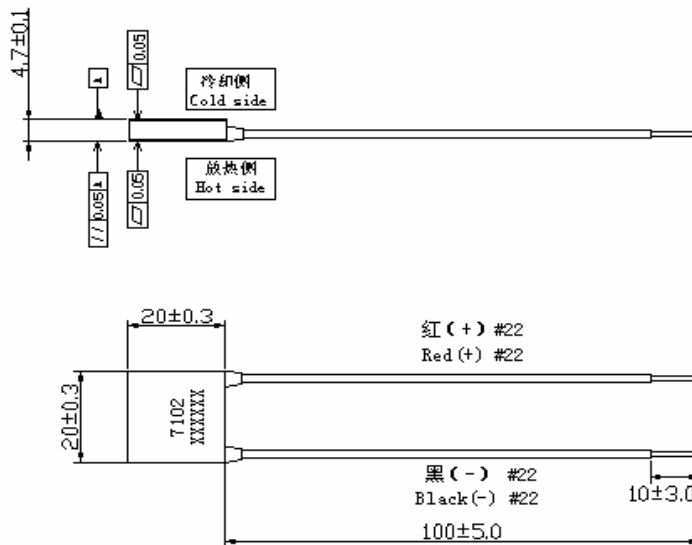 4.7±0.1
A
⏥ 0.05
冷却侧
Cold side
// 0.05 A
⏥ 0.05
放热侧
Hot side
20±0.3
20±0.3
7102
XXXXXX
红(+) #22
Red(+) #22
黑(-) #22
Black(-) #22
10±3.0
100±5.0